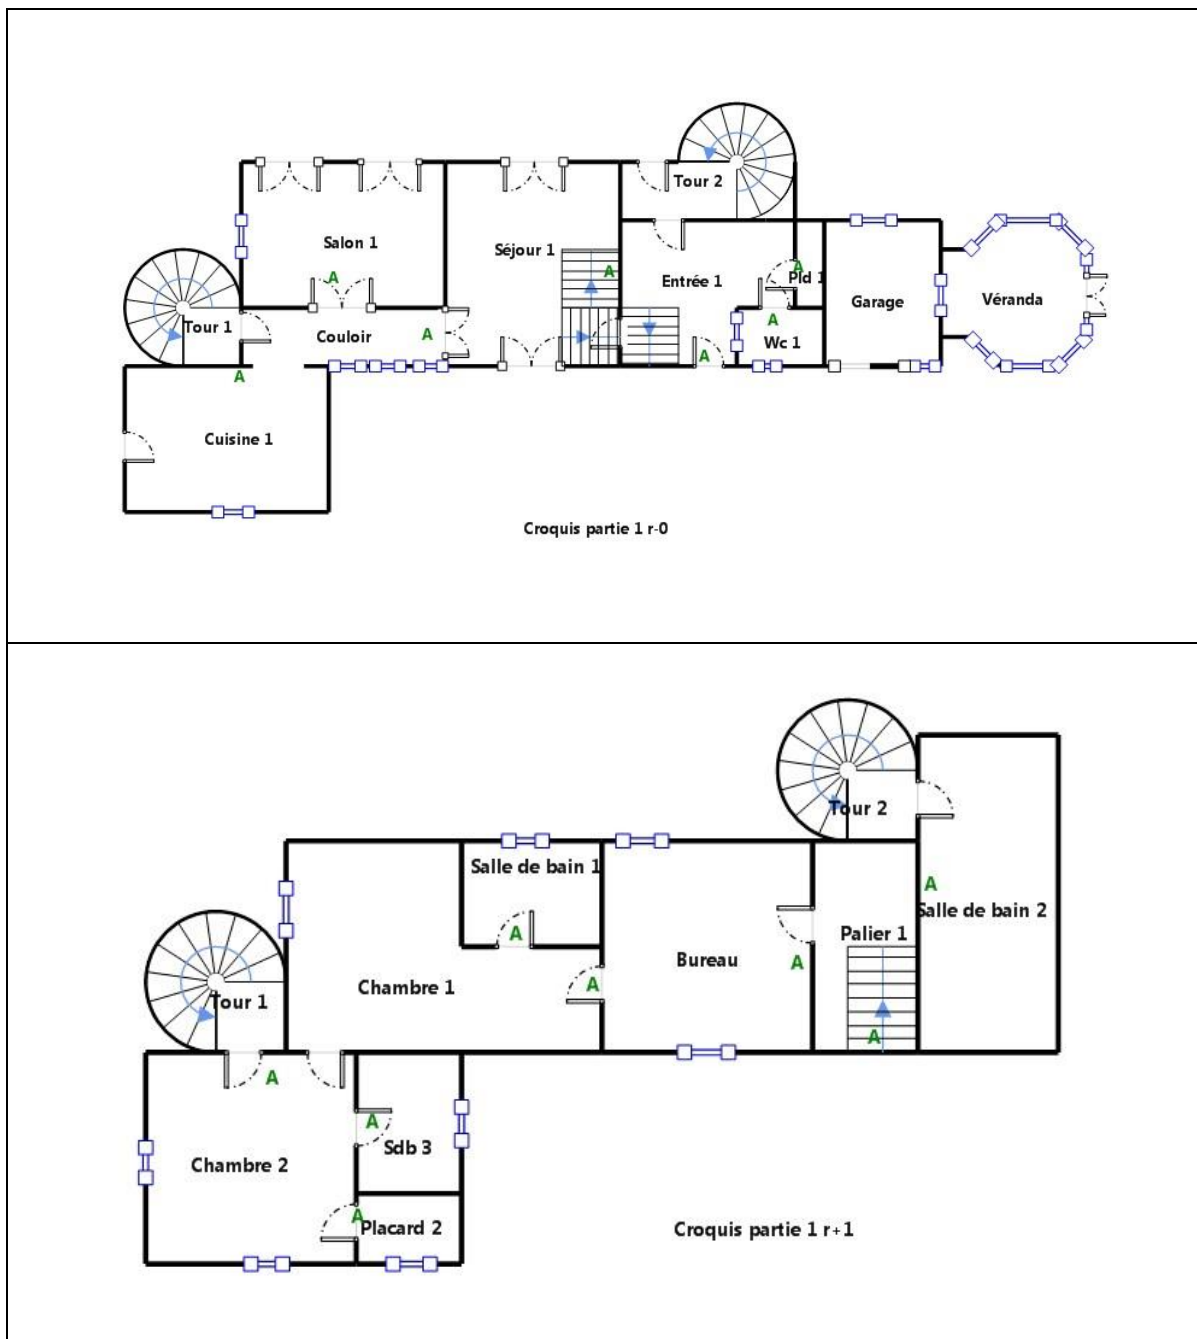 Tour 2
Salon 1
Séjour 1
A
A
Entrée 1
A
Pld 1
Véranda
Garage
Tour 1
Couloir
A
A
Wc 1
A
A
Cuisine 1
Croquis partie 1 r-0
Tour 2
Salle de bain 1
A
Salle de bain 2
A
Palier 1
Bureau
A
Chambre 1
A
Tour 1
A
A
A
Sdb 3
Chambre 2
A
Placard 2
Croquis partie 1 r+1